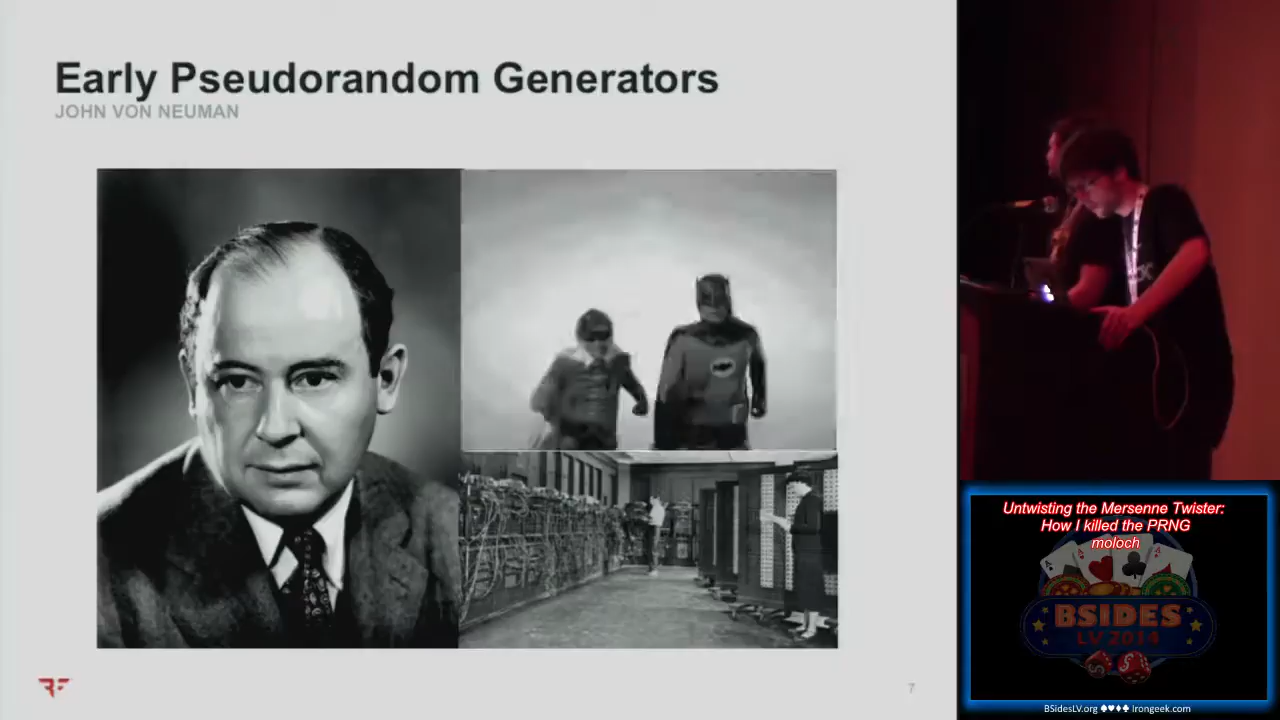 Early Pseudorandom Generators
JOHN VON NEUMAN
7
Untwisting the Mersenne Twister:
How I killed the PRNG
moloch
BSIDES
LV 2014
BSidesLV.org ♠♥♦♣ Irongeek.com